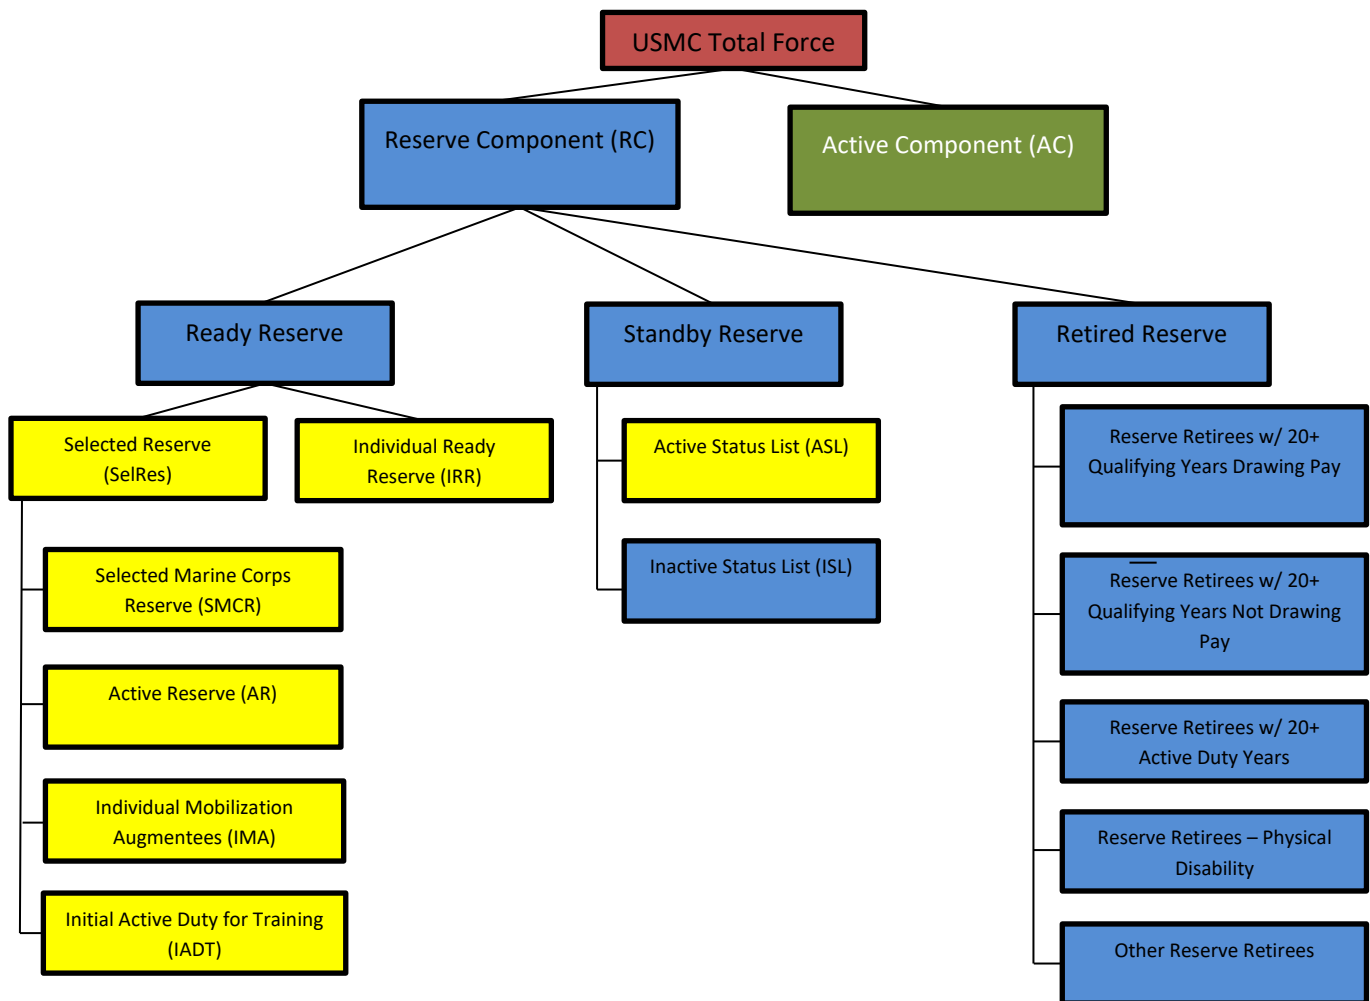 USMC Total Force
Reserve Component (RC)
Active Component (AC)
Ready Reserve
Standby Reserve
Retired Reserve
Selected Reserve
(SelRes)
Individual Ready
Reserve (IRR)
Active Status List (ASL)
Reserve Retirees w/ 20+
Qualifying Years Drawing Pay
Selected Marine Corps
Reserve (SMCR)
Inactive Status List (ISL)
Reserve Retirees w/ 20+
Qualifying Years Not Drawing
Pay
Active Reserve (AR)
Reserve Retirees w/ 20+
Active Duty Years
Individual Mobilization
Augmentees (IMA)
Reserve Retirees – Physical
Disability
Initial Active Duty for Training
(IADT)
Other Reserve Retirees